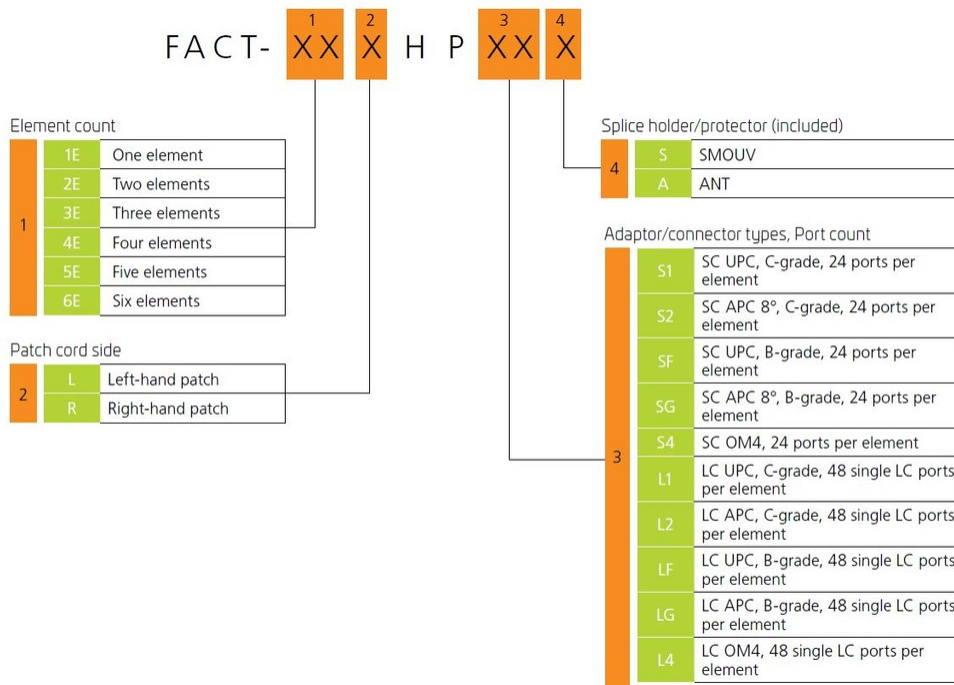 1 2 3 4
FACT- XX X H P XX X
Element count
1
1E One element
2E Two elements
3E Three elements
4E Four elements
5E Five elements
6E Six elements
Patch cord side
2
L Left-hand patch
R Right-hand patch
Splice holder/protector (included)
4
S SMOUV
A ANT
Adaptor/connector types, Port count
3
S1 SC UPC, C-grade, 24 ports per
element
S2 SC APC 8°, C-grade, 24 ports per
element
SF SC UPC, B-grade, 24 ports per
element
SG SC APC 8°, B-grade, 24 ports per
element
S4 SC OM4, 24 ports per element
L1 LC UPC, C-grade, 48 single LC ports
per element
L2 LC APC, C-grade, 48 single LC ports
per element
LF LC UPC, B-grade, 48 single LC ports
per element
LG LC APC, B-grade, 48 single LC ports
per element
L4 LC OM4, 48 single LC ports per
element